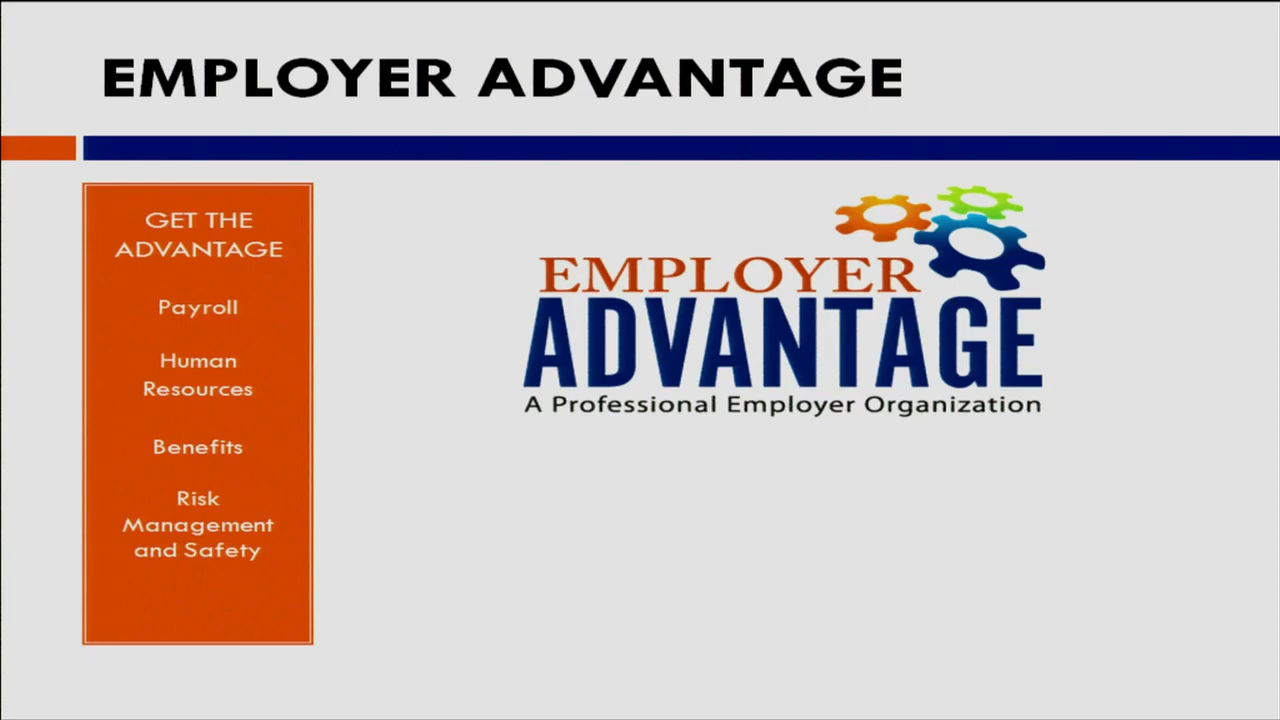 EMPLOYER ADVANTAGE
GET THE
ADVANTAGE
Payroll
Human
Resources
Benefits
Risk
Management
and Safety
EMPLOYER
ADVANTAGE
A Professional Employer Organization